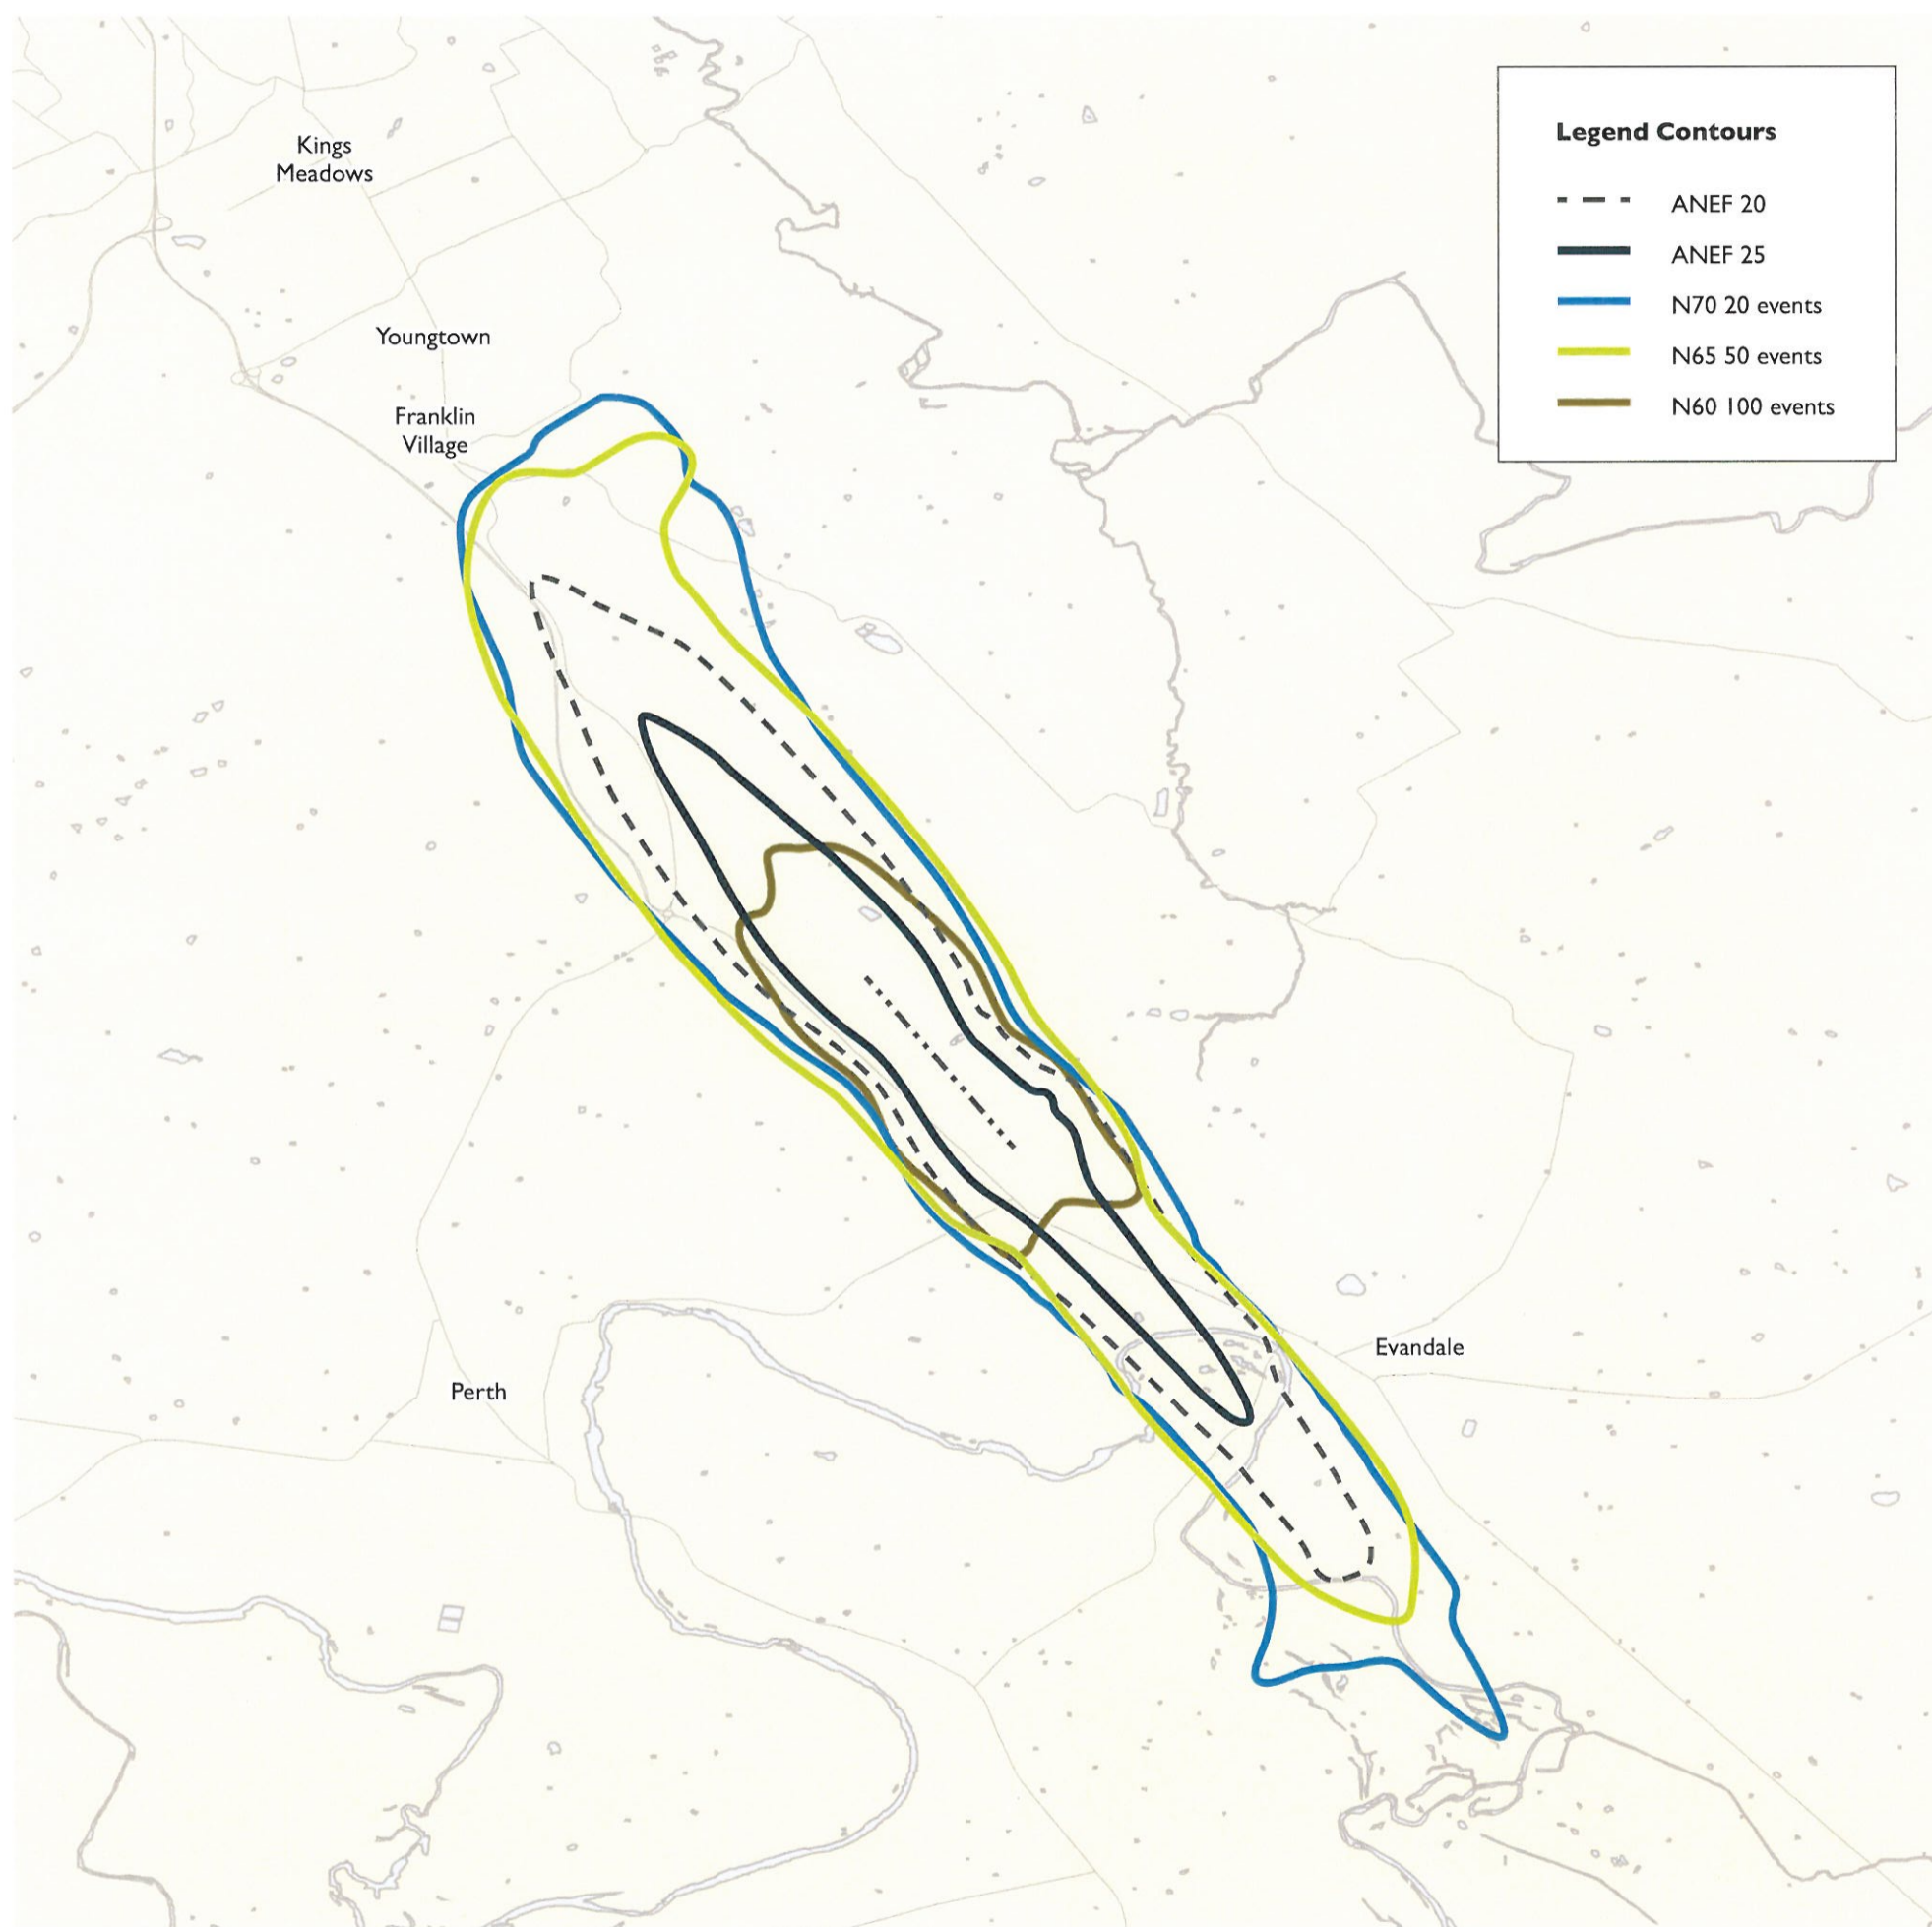 Kings
Meadows
Youngtown
Franklin
Village
Perth
Evandale
Legend Contours
ANEF 20
ANEF 25
N70 20 events
N65 50 events
N60 100 events